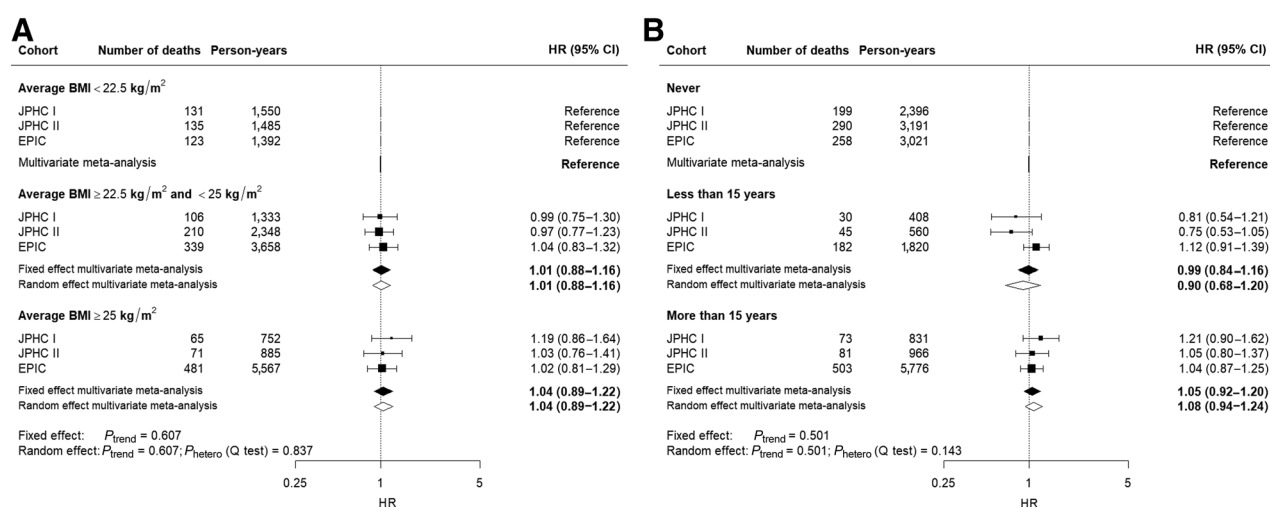 A
Cohort Number of deaths Person-years HR (95% CI)
Average BMI < 22.5 kg/m²
JPHC I 131 1,550 Reference
JPHC II 135 1,485 Reference
EPIC 123 1,392 Reference
Multivariate meta-analysis Reference
Average BMI ≥ 22.5 kg/m² and < 25 kg/m²
JPHC I 106 1,333 0.99 (0.75–1.30)
JPHC II 210 2,348 0.97 (0.77–1.23)
EPIC 339 3,658 1.04 (0.83–1.32)
Fixed effect multivariate meta-analysis 1.01 (0.88–1.16)
Random effect multivariate meta-analysis 1.01 (0.88–1.16)
Average BMI ≥ 25 kg/m²
JPHC I 65 752 1.19 (0.86–1.64)
JPHC II 71 885 1.03 (0.76–1.41)
EPIC 481 5,567 1.02 (0.81–1.29)
Fixed effect multivariate meta-analysis 1.04 (0.89–1.22)
Random effect multivariate meta-analysis 1.04 (0.89–1.22)
Fixed effect: Ptrend = 0.607
Random effect: Ptrend = 0.607; Phetero (Q test) = 0.837
0.25 1 5
HR
B
Cohort Number of deaths Person-years HR (95% CI)
Never
JPHC I 199 2,396 Reference
JPHC II 290 3,191 Reference
EPIC 258 3,021 Reference
Multivariate meta-analysis Reference
Less than 15 years
JPHC I 30 408 0.81 (0.54–1.21)
JPHC II 45 560 0.75 (0.53–1.05)
EPIC 182 1,820 1.12 (0.91–1.39)
Fixed effect multivariate meta-analysis 0.99 (0.84–1.16)
Random effect multivariate meta-analysis 0.90 (0.68–1.20)
More than 15 years
JPHC I 73 831 1.21 (0.90–1.62)
JPHC II 81 966 1.05 (0.80–1.37)
EPIC 503 5,776 1.04 (0.87–1.25)
Fixed effect multivariate meta-analysis 1.05 (0.92–1.20)
Random effect multivariate meta-analysis 1.08 (0.94–1.24)
Fixed effect: Ptrend = 0.501
Random effect: Ptrend = 0.501; Phetero (Q test) = 0.143
0.25 1 5
HR